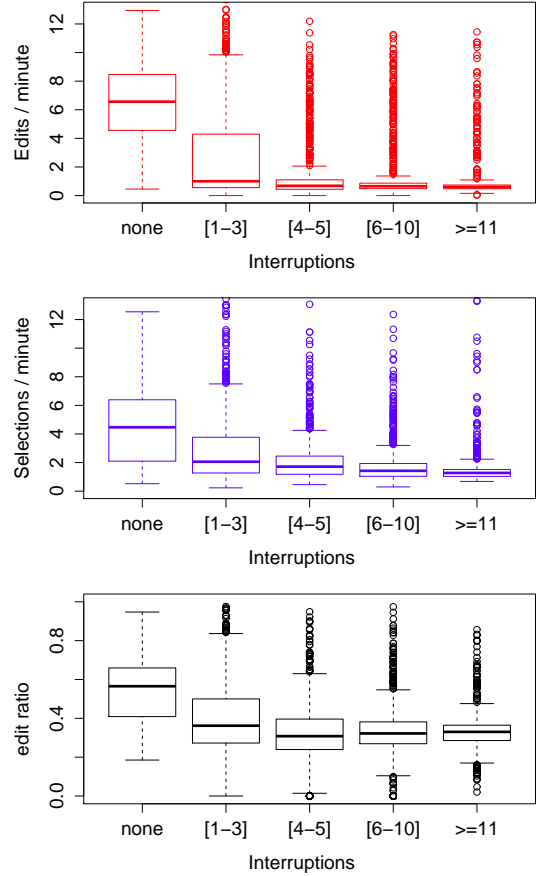 12
8
6
4
2
0
Edits / minute
none [1−3] [4−5] [6−10] >=11
Interruptions
12
8
6
4
2
0
Selections / minute
none [1−3] [4−5] [6−10] >=11
Interruptions
0.8
0.4
0.0
edit ratio
none [1−3] [4−5] [6−10] >=11
Interruptions